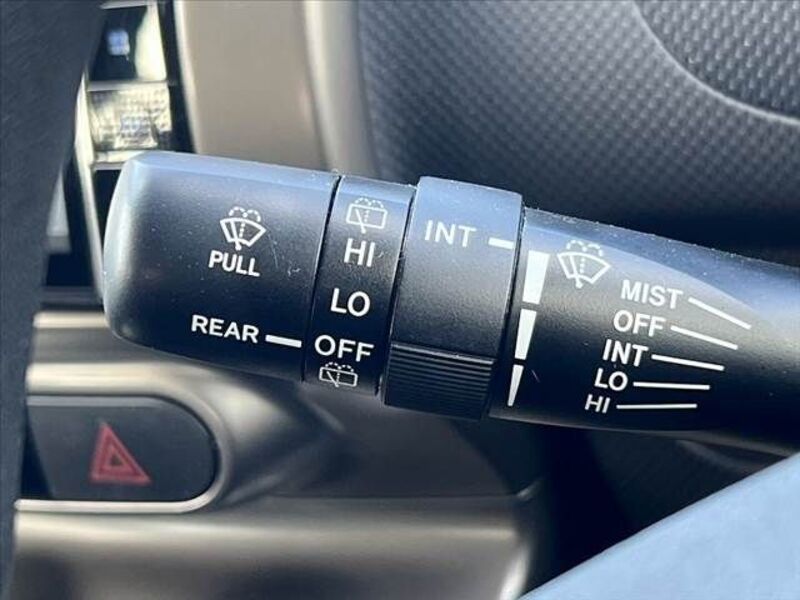 PULL
REAR
HI
LO
OFF
INT
MIST
OFF
INT
LO
HI